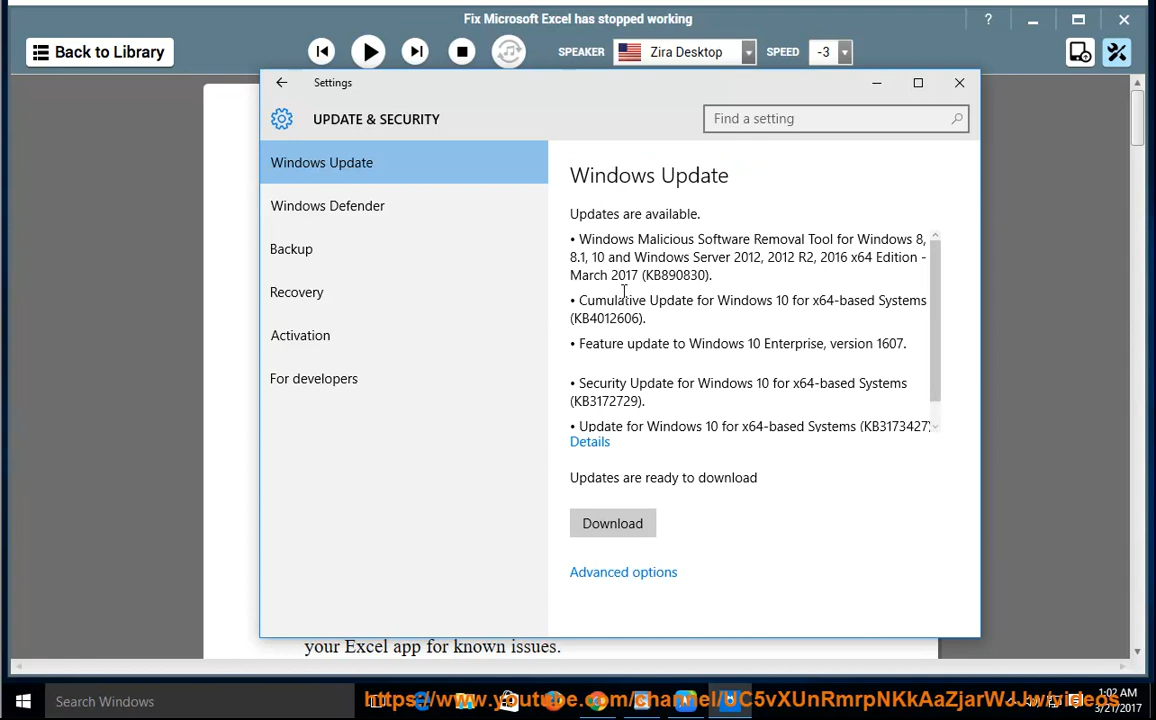 Fix Microsoft Excel has stopped working
?
Back to Library
SPEAKER
Zira Desktop
SPEED
-3
Settings
UPDATE & SECURITY
Find a setting
Windows Update
Windows Defender
Backup
Recovery
Activation
For developers
Windows Update
Updates are available.
• Windows Malicious Software Removal Tool for Windows 8,
8.1, 10 and Windows Server 2012, 2012 R2, 2016 x64 Edition -
March 2017 (KB890830).
• Cumulative Update for Windows 10 for x64-based Systems
(KB4012606).
• Feature update to Windows 10 Enterprise, version 1607.
• Security Update for Windows 10 for x64-based Systems
(KB3172729).
• Update for Windows 10 for x64-based Systems (KB3173427)
Details
Updates are ready to download
Download
Advanced options
your Excel app for known issues.
Search Windows
1:02 AM
3/21/2017